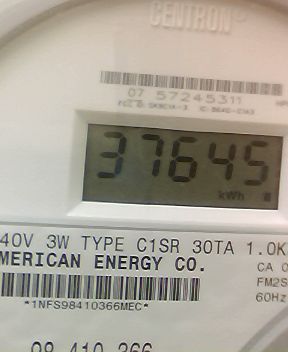 CENTRON®
07 57245311
37645
kWh
40V 3W TYPE C1SR 30TA 1.0K
MERICAN ENERGY CO.
CA 0
FM2S
60Hz
*1NFS98410366MEC*
98 410 366